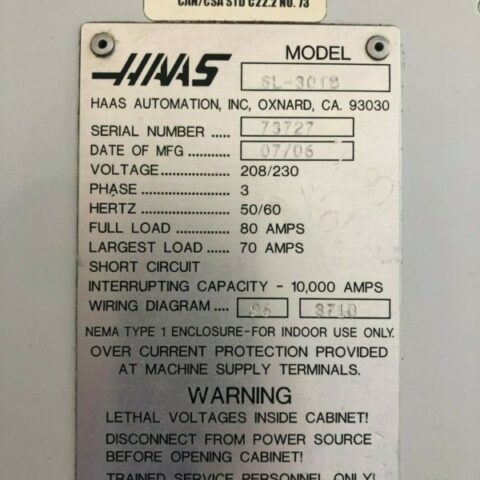 CAN/CSA STD C22.2 NO. 73
HAAS
MODEL
SL-30TB
HAAS AUTOMATION, INC, OXNARD, CA. 93030
SERIAL NUMBER .... 73727
DATE OF MFG ............ 07/06
VOLTAGE .................... 208/230
PHASE ........................ 3
HERTZ ........................ 50/60
FULL LOAD ................ 80 AMPS
LARGEST LOAD ....... 70 AMPS
SHORT CIRCUIT
INTERRUPTING CAPACITY - 10,000 AMPS
WIRING DIAGRAM .... 96 8710
NEMA TYPE 1 ENCLOSURE-FOR INDOOR USE ONLY.
OVER CURRENT PROTECTION PROVIDED
AT MACHINE SUPPLY TERMINALS.
WARNING
LETHAL VOLTAGES INSIDE CABINET!
DISCONNECT FROM POWER SOURCE
BEFORE OPENING CABINET!
TRAINED SERVICE PERSONNEL ONLY!